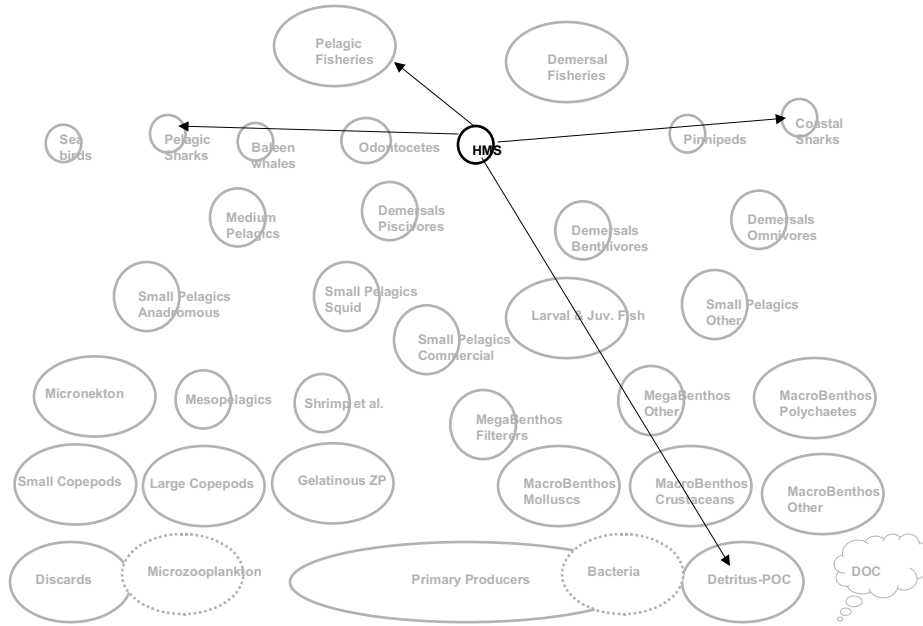 Pelagic
Fisheries
Demersal
Fisheries
Sea
birds
Pelagic
Sharks
Baleen
whales
Odontocetes
HMS
Pinnipeds
Coastal
Sharks
Medium
Pelagics
Demersals
Piscivores
Demersals
Benthivores
Demersals
Omnivores
Small Pelagics
Anadromous
Small Pelagics
Squid
Small Pelagics
Commercial
Larval & Juv. Fish
Small Pelagics
Other
Micronekton
Mesopelagics
Shrimp et al.
MegaBenthos
Filterers
MegaBenthos
Other
MacroBenthos
Polychaetes
Small Copepods
Large Copepods
Gelatinous ZP
MacroBenthos
Molluscs
MacroBenthos
Crustaceans
MacroBenthos
Other
Discards
Microzooplankton
Primary Producers
Bacteria
Detritus-POC
DOC